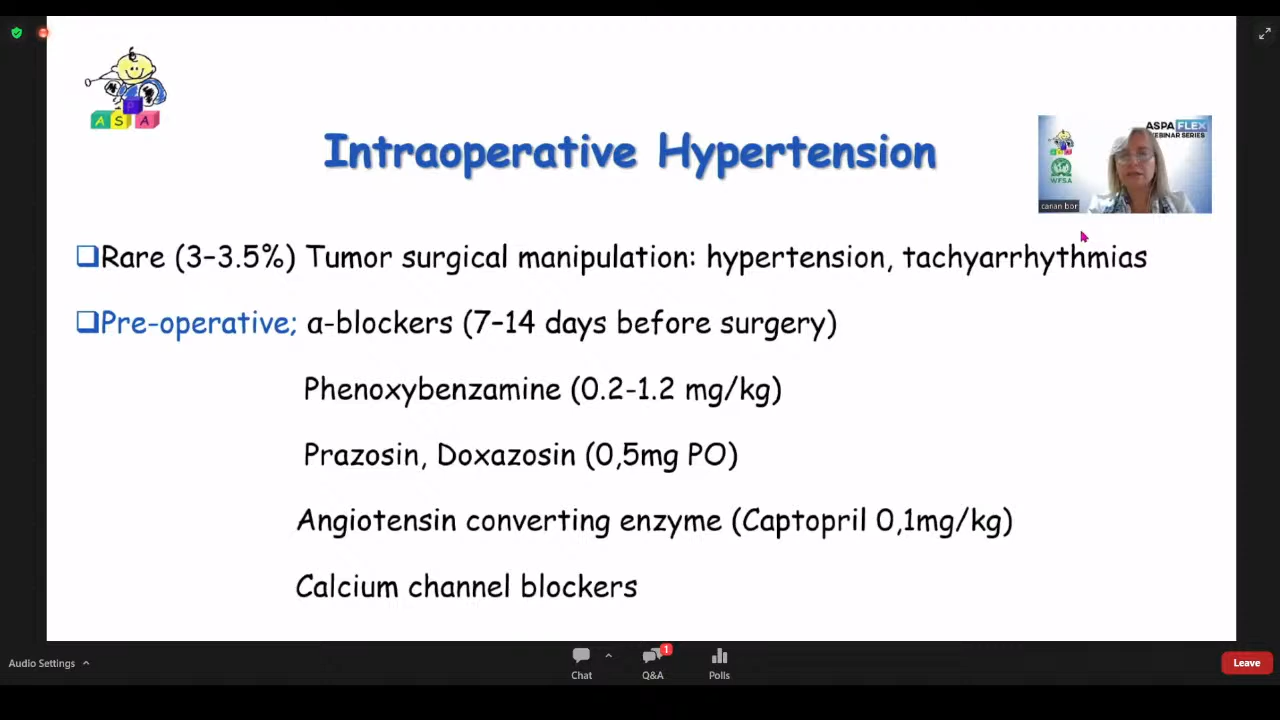 A S P A
Intraoperative Hypertension
ASPA FLEX
WEBINAR SERIES
WFSA
canan bor
❑Rare (3–3.5%) Tumor surgical manipulation: hypertension, tachyarrhythmias
❑Pre-operative; α-blockers (7–14 days before surgery)
Phenoxybenzamine (0.2-1.2 mg/kg)
Prazosin, Doxazosin (0,5mg PO)
Angiotensin converting enzyme (Captopril 0,1mg/kg)
Calcium channel blockers
Audio Settings
Chat
1
Q&A
Polls
Leave